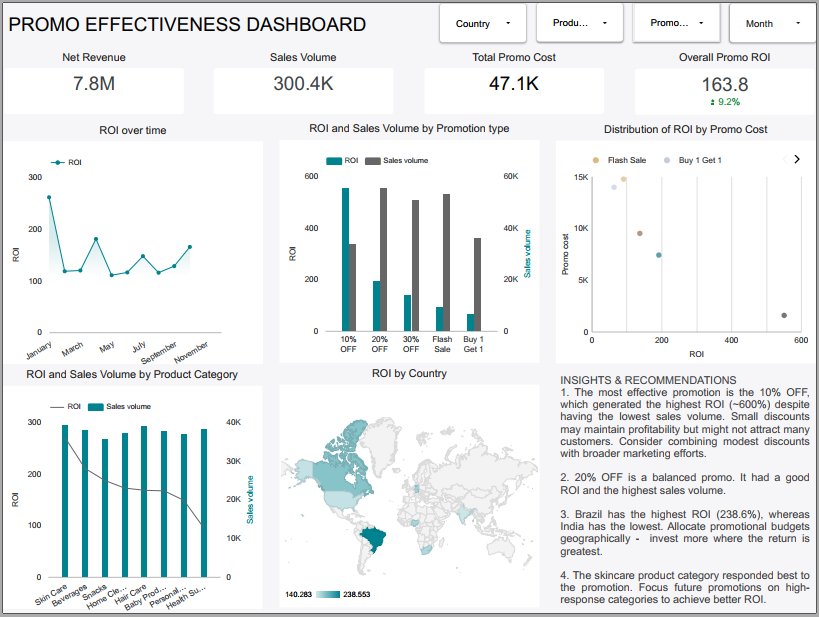 PROMO EFFECTIVENESS DASHBOARD
Country
Produ...
Promo...
Month
Net Revenue
Sales Volume
Total Promo Cost
Overall Promo ROI
7.8M
300.4K
47.1K
163.8
9.2%
ROI over time
ROI
300
200
100
0
ROI
January
March
May
July
September
November
ROI and Sales Volume by Promotion type
ROI
Sales volume
600
400
200
0
60K
40K
20K
0
ROI
Sales volume
10%
OFF
20%
OFF
30%
OFF
Flash
Sale
Buy 1
Get 1
Distribution of ROI by Promo Cost
Flash Sale
Buy 1 Get 1
15K
10K
5K
0
Promo cost
0
200
400
600
ROI
ROI and Sales Volume by Product Category
ROI
Sales volume
300
200
100
0
40K
30K
20K
10K
0
ROI
Sales volume
Skin Care
Beverages
Snacks
Home Cle...
Hair Care
Baby Prod...
Personal...
Health Su...
ROI by Country
140.283
238.553
INSIGHTS & RECOMMENDATIONS
1. The most effective promotion is the 10% OFF,
which generated the highest ROI (~600%) despite
having the lowest sales volume. Small discounts
may maintain profitability but might not attract many
customers. Consider combining modest discounts
with broader marketing efforts.
2. 20% OFF is a balanced promo. It had a good
ROI and the highest sales volume.
3. Brazil has the highest ROI (238.6%), whereas
India has the lowest. Allocate promotional budgets
geographically - invest more where the return is
greatest.
4. The skincare product category responded best to
the promotion. Focus future promotions on high-
response categories to achieve better ROI.